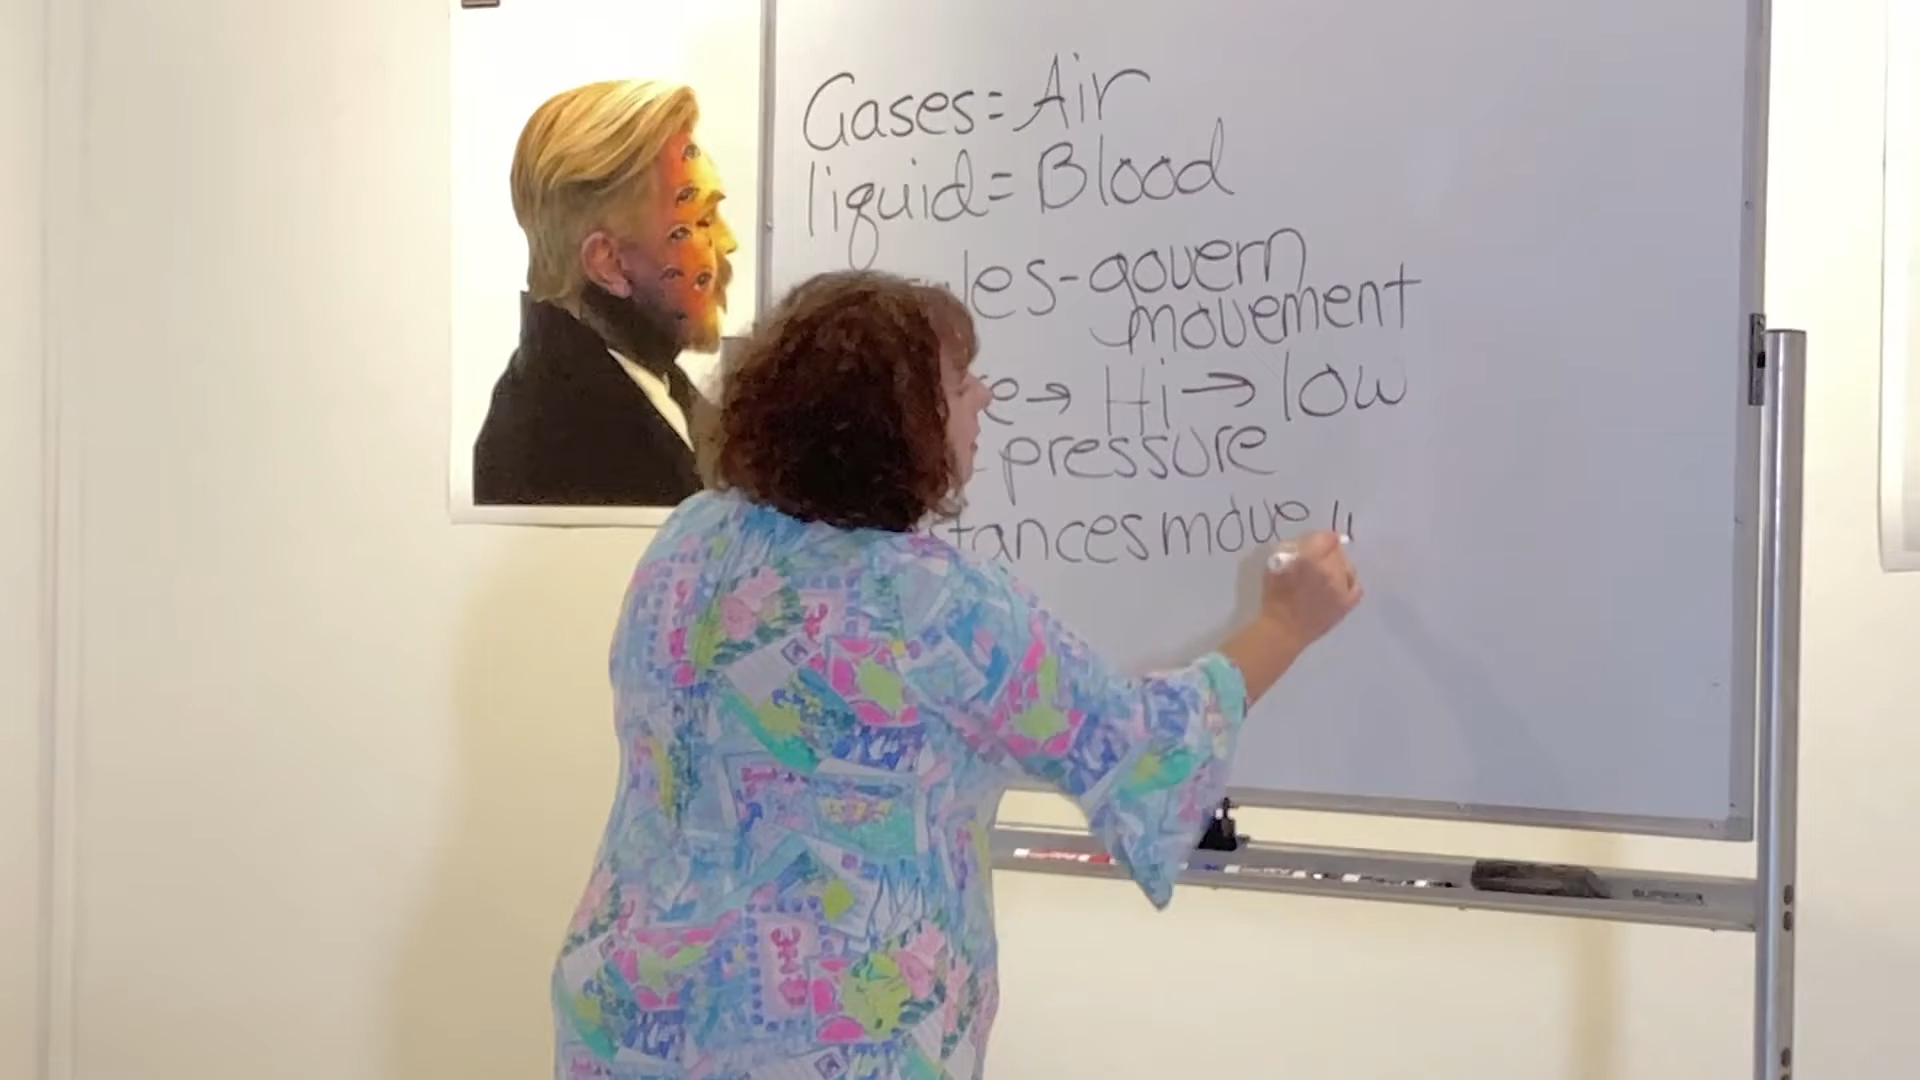 Gases = Air
liquid = Blood
les - govern
movement
e → Hi → low
pressure
tances move